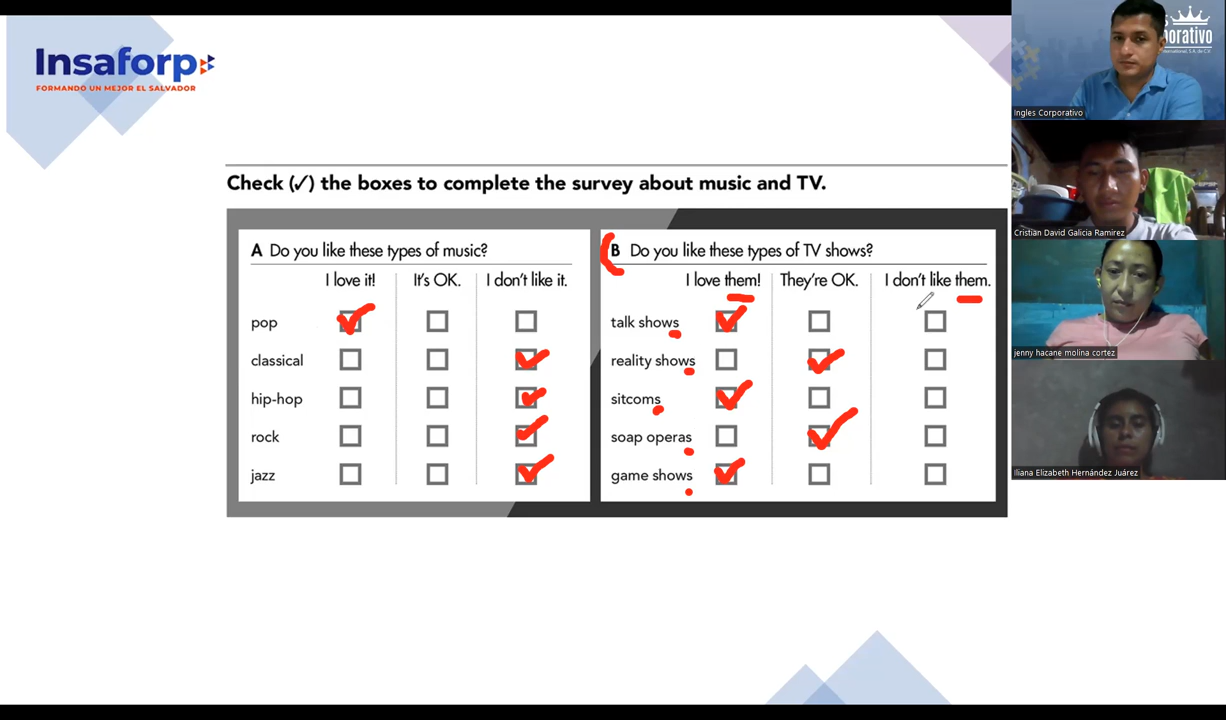 Insaforp
FORMANDO UN MEJOR EL SALVADOR
Check (✓) the boxes to complete the survey about music and TV.
A Do you like these types of music?
I love it! It's OK. I don't like it.
pop
classical
hip-hop
rock
jazz
B Do you like these types of TV shows?
I love them! They're OK. I don't like them.
talk shows
reality shows
sitcoms
soap operas
game shows
Ingles Corporativo
Cristian David Galicia Ramirez
jenny hacane molina cortez
Iliana Elizabeth Hernández Juárez